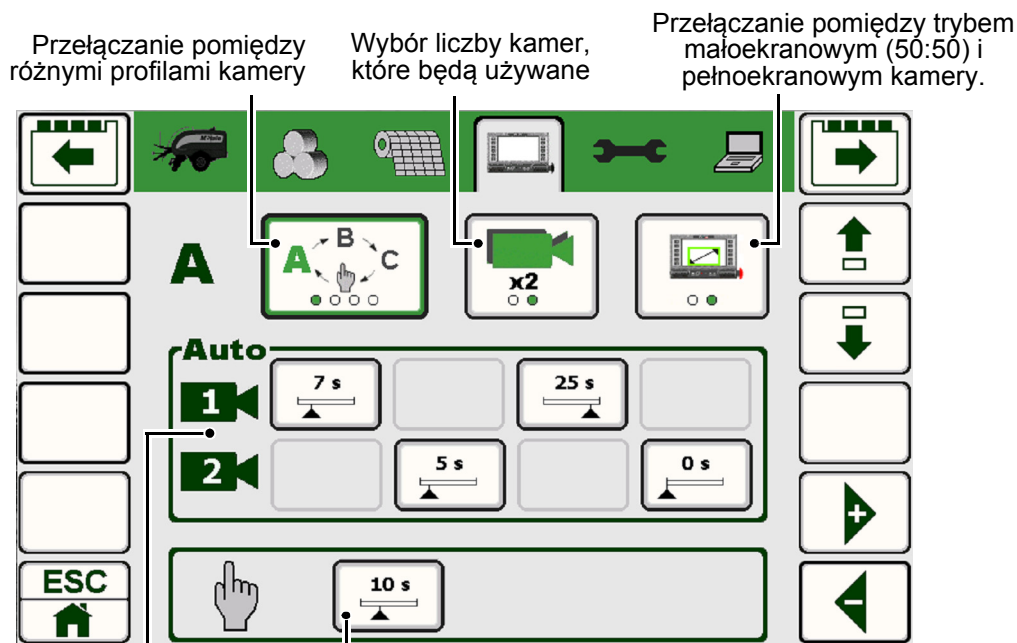 Przełączanie pomiędzy
różnymi profilami kamery
Wybór liczby kamer,
które będą używane
Przełączanie pomiędzy trybem
małoekranowym (50:50) i
pełnoekranowym kamery.
A
A B C
x2
Auto
1
7 s
25 s
2
5 s
0 s
ESC
10 s
+
-